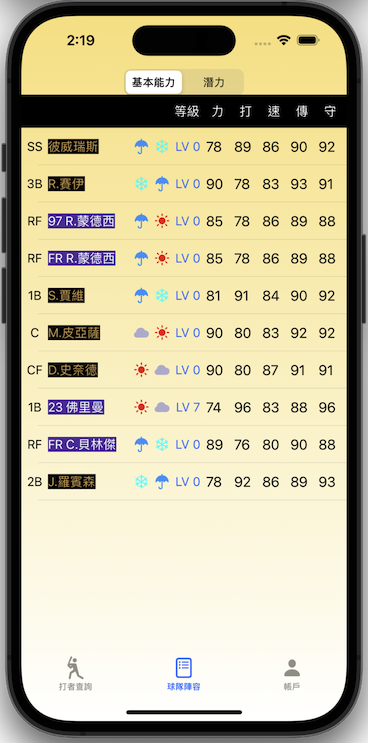 2:19
基本能力 潛力
等級 力 打 速 傳 守
SS 彼威瑞斯 LV 0 78 89 86 90 92
3B R.賽伊 LV 0 90 78 83 93 91
RF 97 R.蒙德西 LV 0 85 78 86 89 88
RF FR R.蒙德西 LV 0 85 78 86 89 88
1B S.賈維 LV 0 81 91 84 90 92
C M.皮亞薩 LV 0 90 80 83 92 92
CF D.史奈德 LV 0 90 80 87 91 91
1B 23 佛里曼 LV 7 74 96 83 88 96
RF FR C.貝林傑 LV 0 89 76 80 90 88
2B J.羅賓森 LV 0 78 92 86 89 93
打者查詢 球隊陣容 帳戶